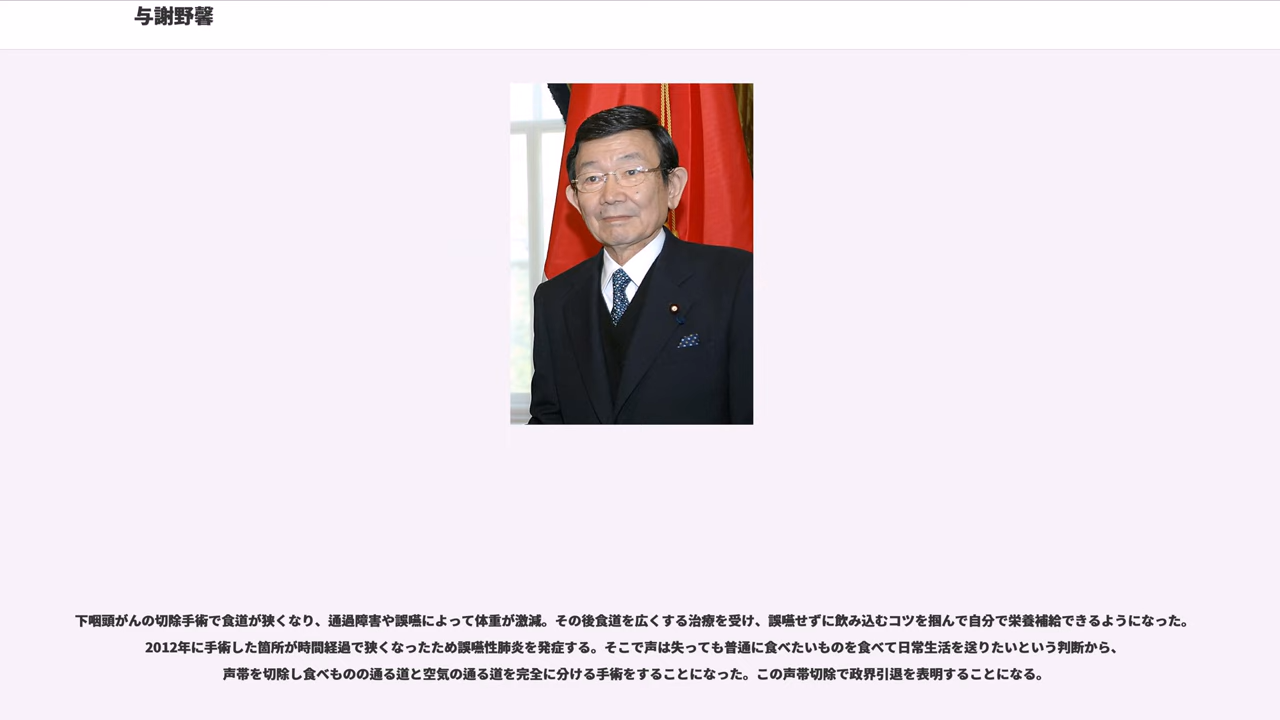 与謝野馨
下咽頭がんの切除手術で食道が狭くなり、通過障害や誤嚥によって体重が激減。その後食道を広くする治療を受け、誤嚥せずに飲み込むコツを掴んで自分で栄養補給できるようになった。
2012年に手術した箇所が時間経過で狭くなったため誤嚥性肺炎を発症する。そこで声は失っても普通に食べたいものを食べて日常生活を送りたいという判断から、
声帯を切除し食べものの通る道と空気の通る道を完全に分ける手術をすることになった。この声帯切除で政界引退を表明することになる。